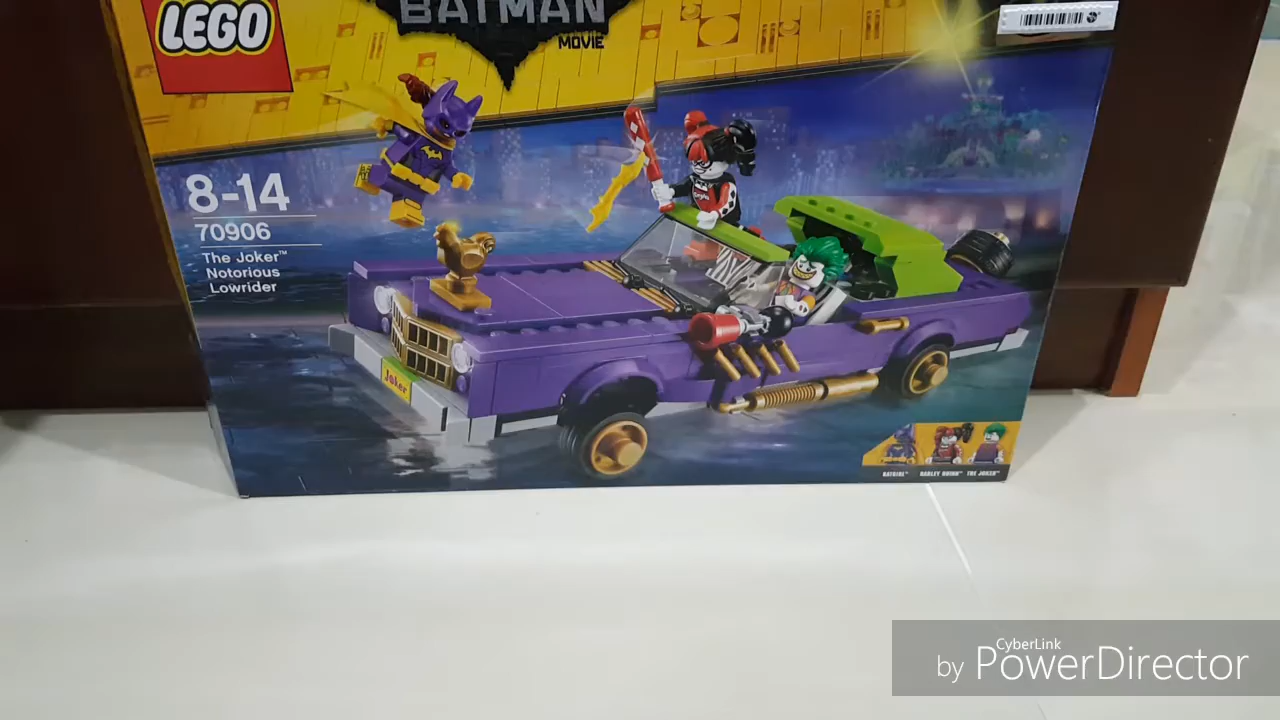 LEGO
BATMAN
MOVIE
8-14
70906
The Joker™
Notorious
Lowrider
Joker
BATGIRL™ HARLEY QUINN™ THE JOKER™
CyberLink
by PowerDirector